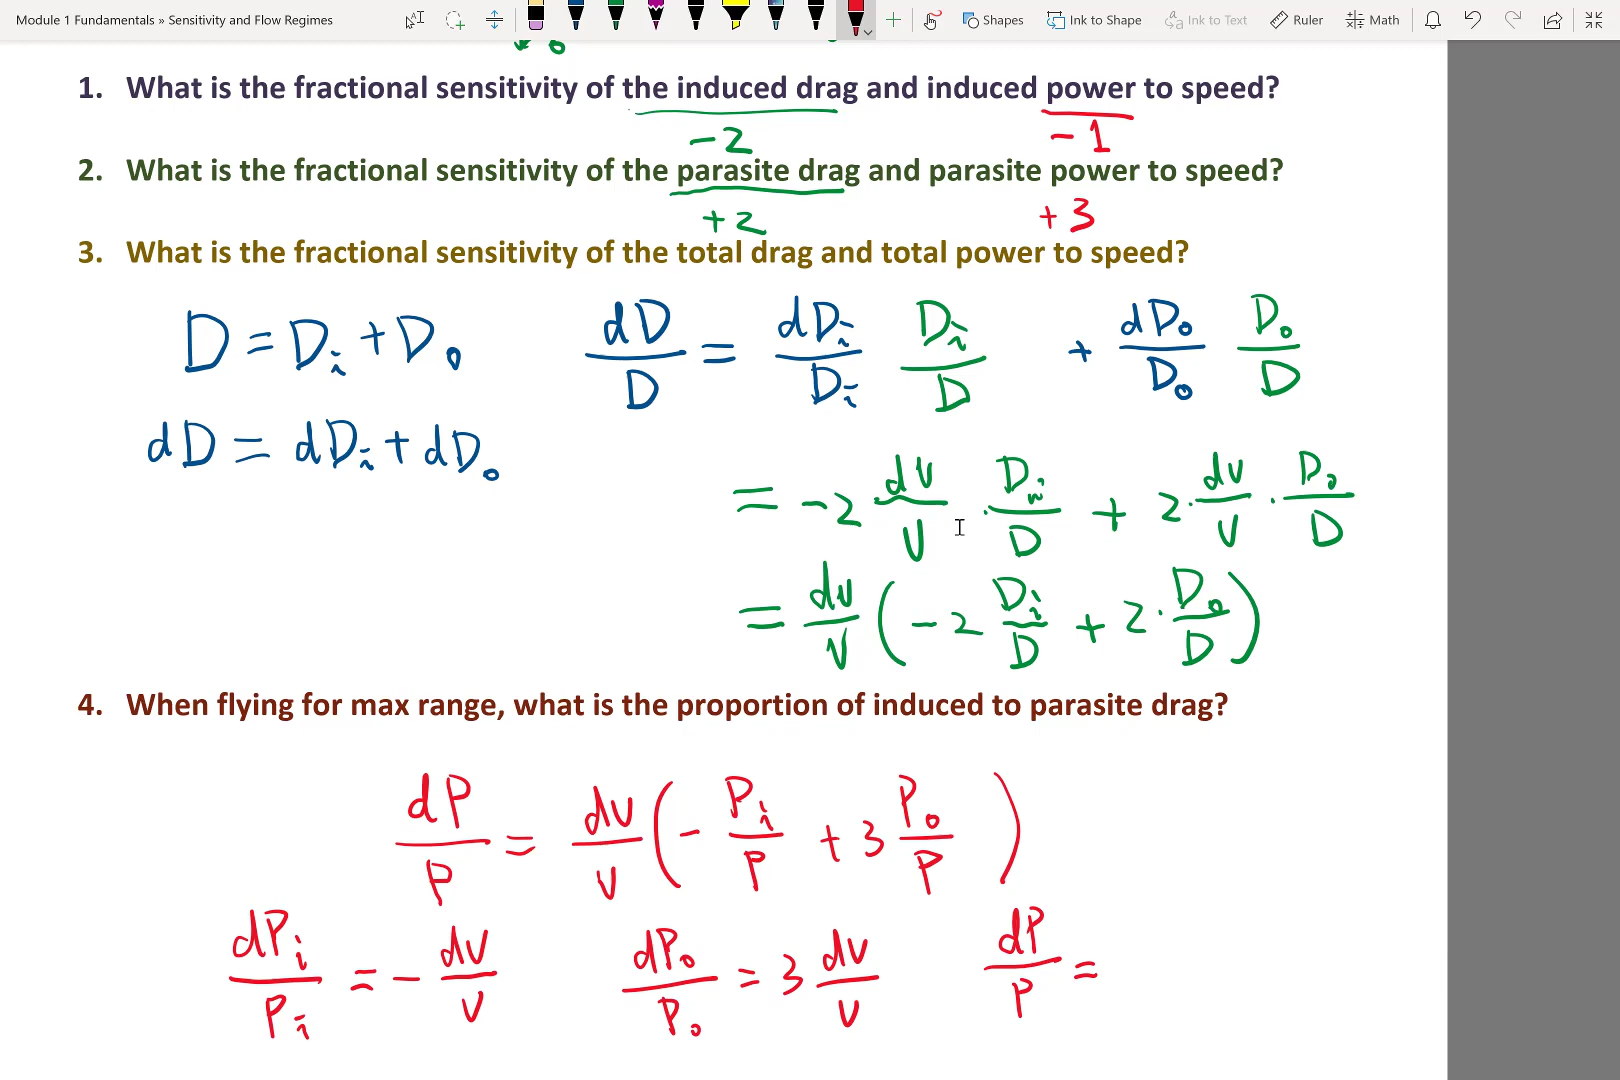 Module 1 Fundamentals » Sensitivity and Flow Regimes Shapes Ink to Shape Ink to Text Ruler Math
1. What is the fractional sensitivity of the induced drag and induced power to speed?
-2 -1
2. What is the fractional sensitivity of the parasite drag and parasite power to speed?
+2 +3
3. What is the fractional sensitivity of the total drag and total power to speed?
D = Di + Do dD/D = dDi/Di Di/D + dDo/Do Do/D
dD = dDi + dDo
= -2 dV/V · Di/D + 2 · dV/V · Do/D
= dV/V (-2 Di/D + 2 · Do/D)
4. When flying for max range, what is the proportion of induced to parasite drag?
dP/P = dV/V (- Pi/P + 3 Po/P)
dPi/Pi = - dV/V dPo/Po = 3 dV/V dP/P =